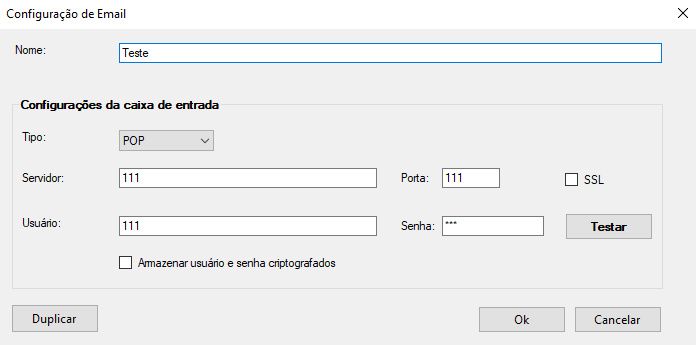 Configuração de Email
Nome: Teste
Configurações da caixa de entrada
Tipo: POP
Servidor: 111 Porta: 111 SSL
Usuário: 111 Senha: *** Testar
Armazenar usuário e senha criptografados
Duplicar Ok Cancelar